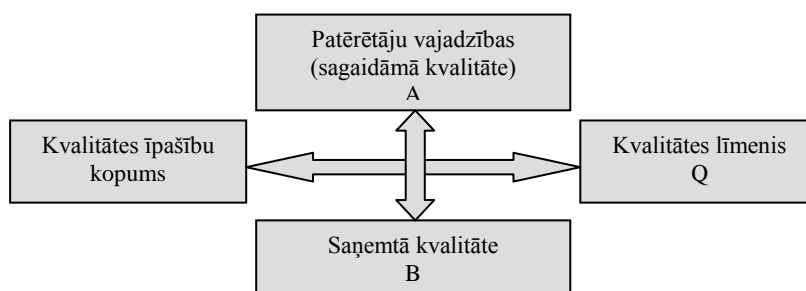 Patērētāju vajadzības
(sagaidāmā kvalitāte)
A
Kvalitātes īpašību
kopums
Kvalitātes līmenis
Q
Saņemtā kvalitāte
B